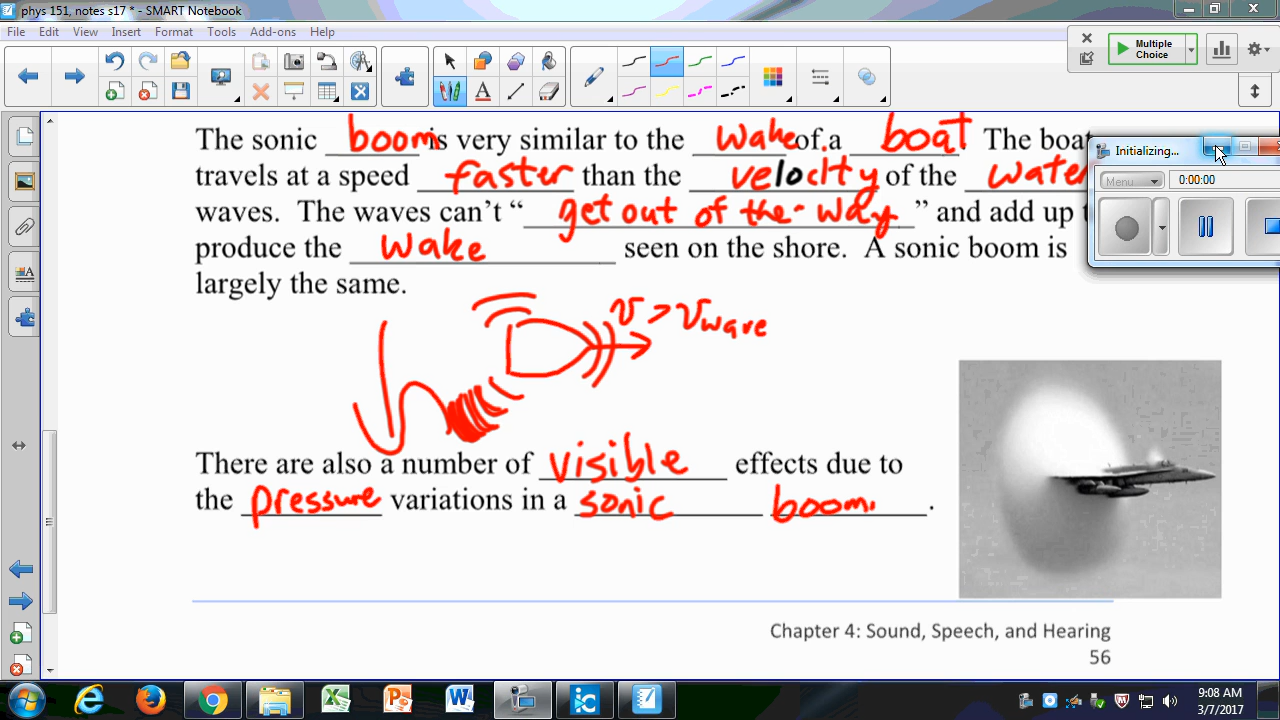 phys 151, notes s17 * - SMART Notebook
File Edit View Insert Format Tools Add-ons Help
Multiple Choice
The sonic boom is very similar to the wake of a boat. The boat
travels at a speed faster than the velocity of the water
waves. The waves can't "get out of the way" and add up
produce the wake seen on the shore. A sonic boom is
largely the same.
Initializing...
Menu 0:00:00
v > v wave
There are also a number of visible effects due to
the pressure variations in a sonic boom.
Chapter 4: Sound, Speech, and Hearing
56
9:08 AM
3/7/2017